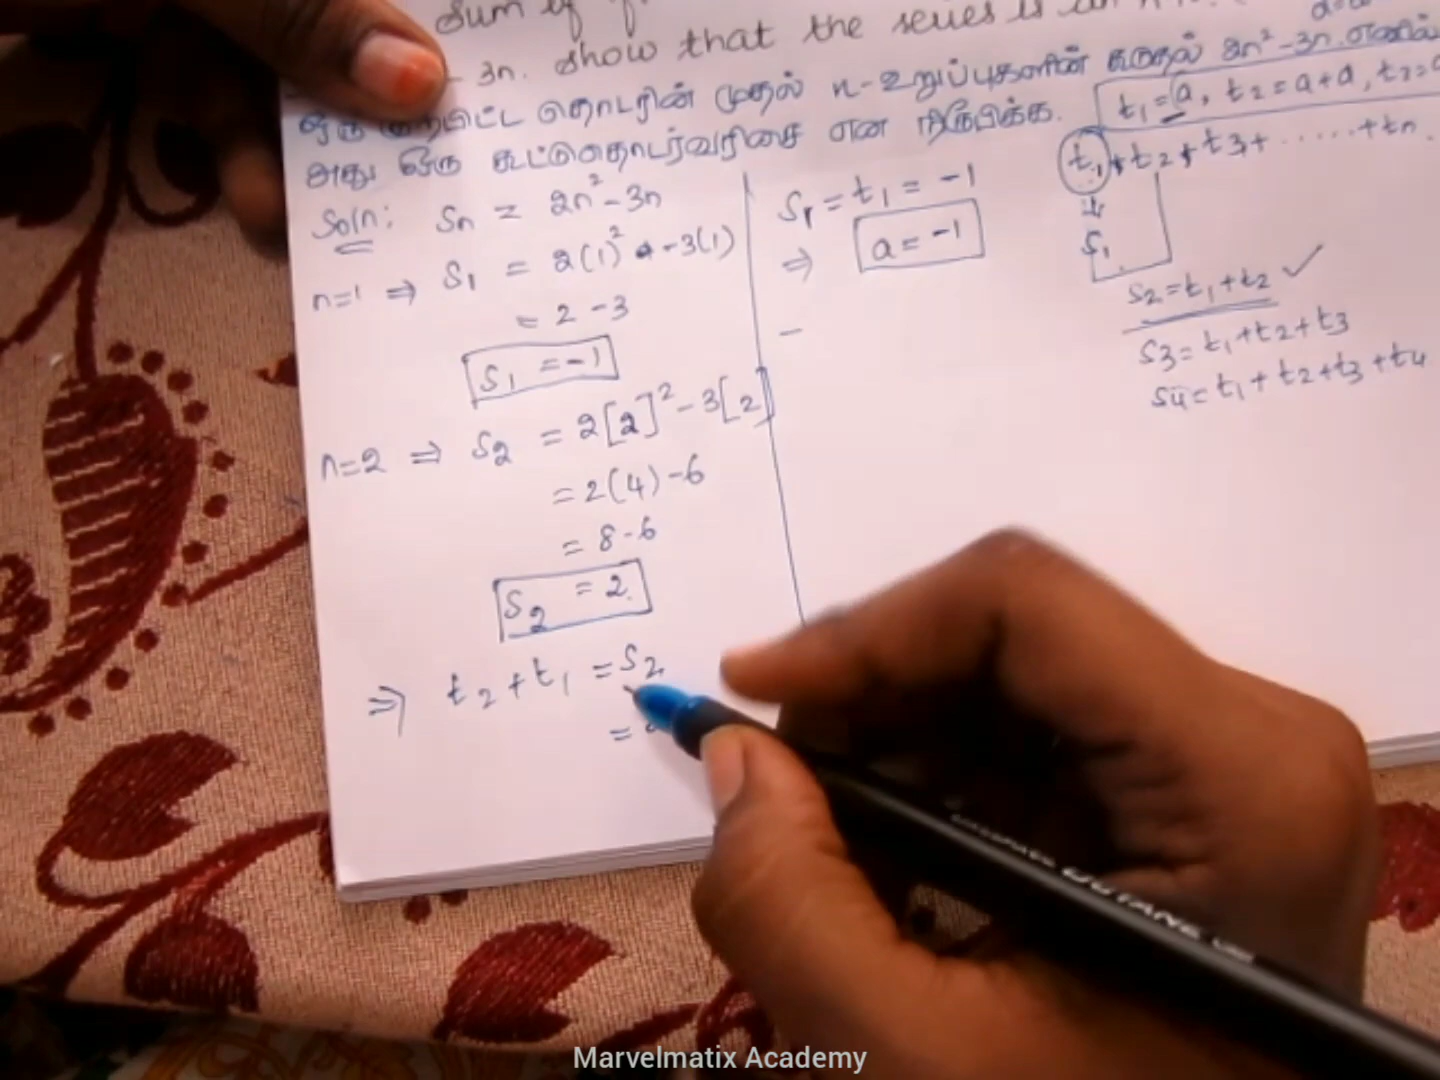 Sum of
- 3n. Show that the series is an
ஒரு குறிப்பிட்ட தொடரின் முதல் n-உறுப்புகளின் கூடுதல் 2n² - 3n. எனில்
அது ஒரு கூட்டுதொடர்வரிசை என நிரூபிக்க.
t₁ = a, t₂ = a+d, t₃ =
t₁ + t₂ + t₃ + ...... + tₙ.
S₁
S₂ = t₁ + t₂ ✓
S₃ = t₁ + t₂ + t₃
S₄ = t₁ + t₂ + t₃ + t₄
Soln: Sₙ = 2n² - 3n
n=1 ⇒ S₁ = 2(1)² - 3(1)
= 2 - 3
S₁ = -1
n=2 ⇒ S₂ = 2[2]² - 3[2]
= 2(4) - 6
= 8 - 6
S₂ = 2.
⇒ t₂ + t₁ = S₂
=
S₁ = t₁ = -1
⇒ a = -1
-
Marvelmatix Academy